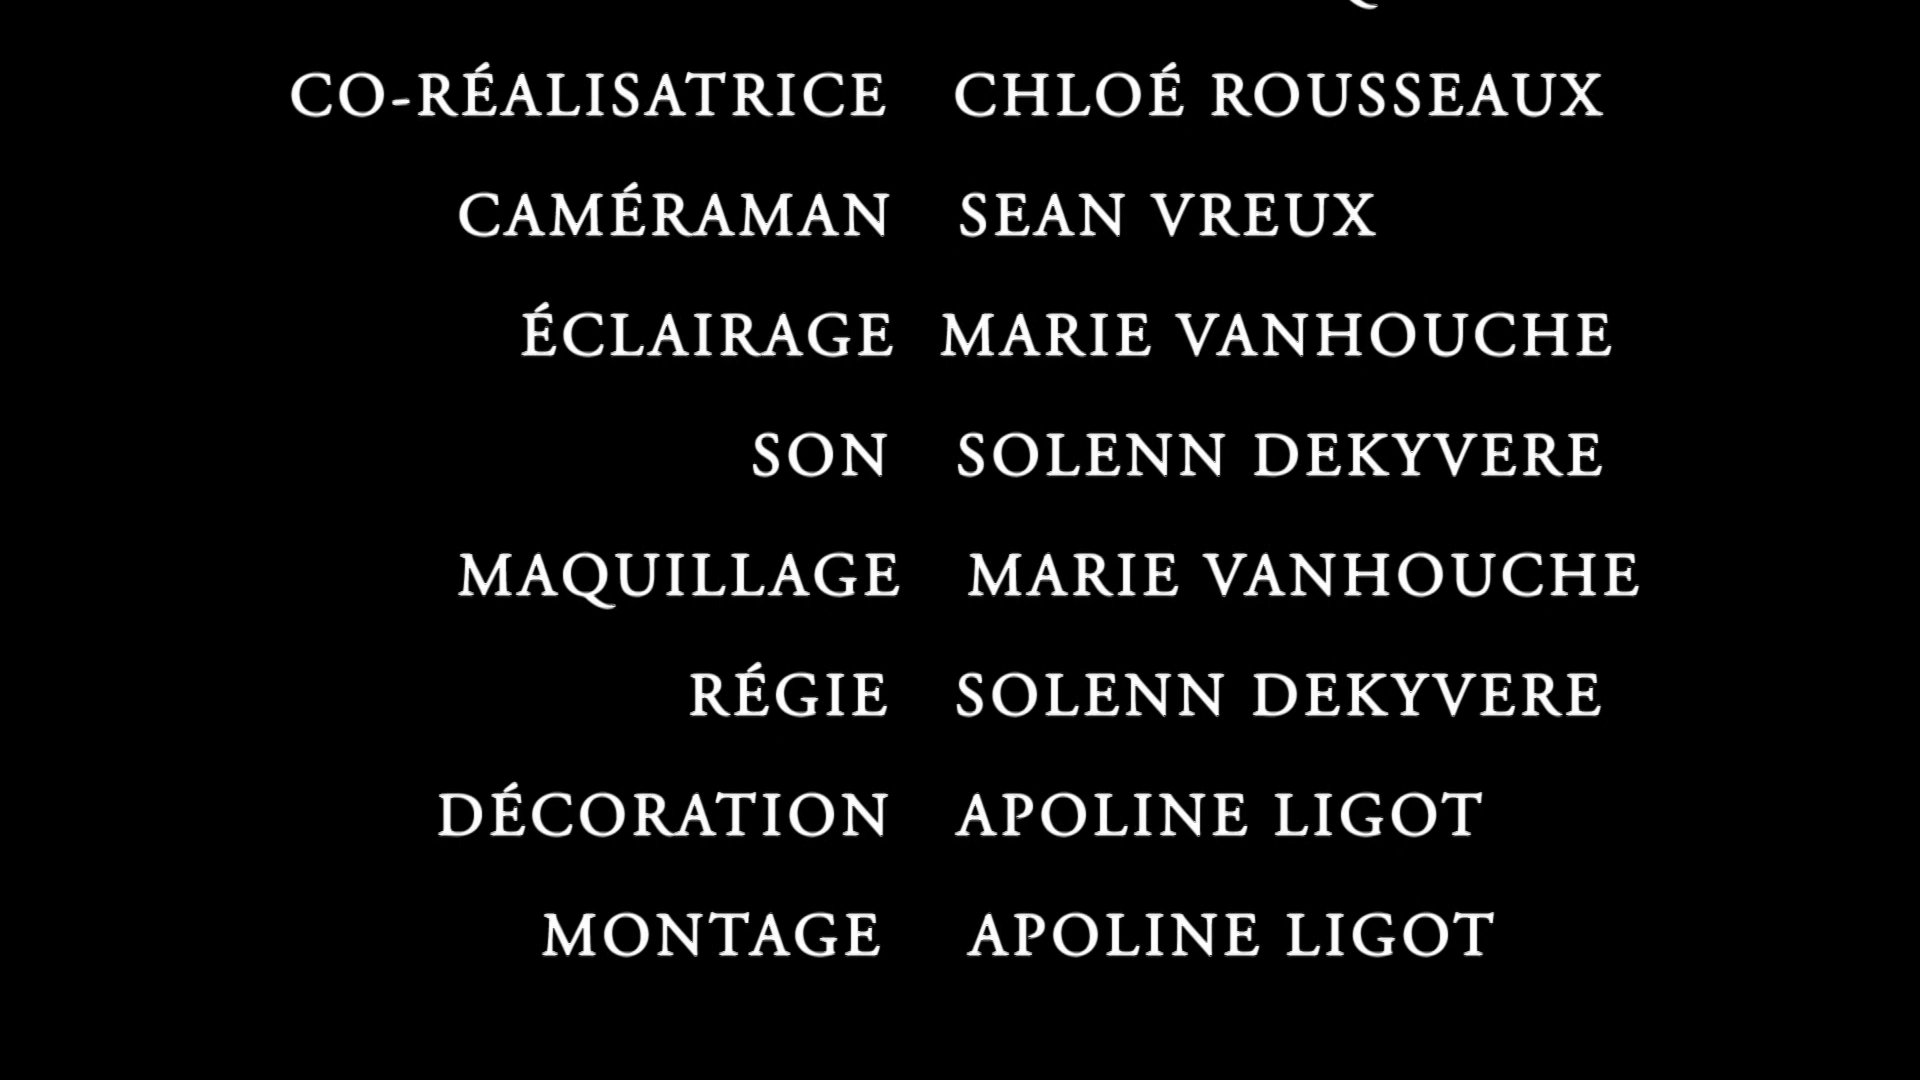 CO-RÉALISATRICE CHLOÉ ROUSSEAUX
CAMÉRAMAN SEAN VREUX
ÉCLAIRAGE MARIE VANHOUCHE
SON SOLENN DEKYVERE
MAQUILLAGE MARIE VANHOUCHE
RÉGIE SOLENN DEKYVERE
DÉCORATION APOLINE LIGOT
MONTAGE APOLINE LIGOT